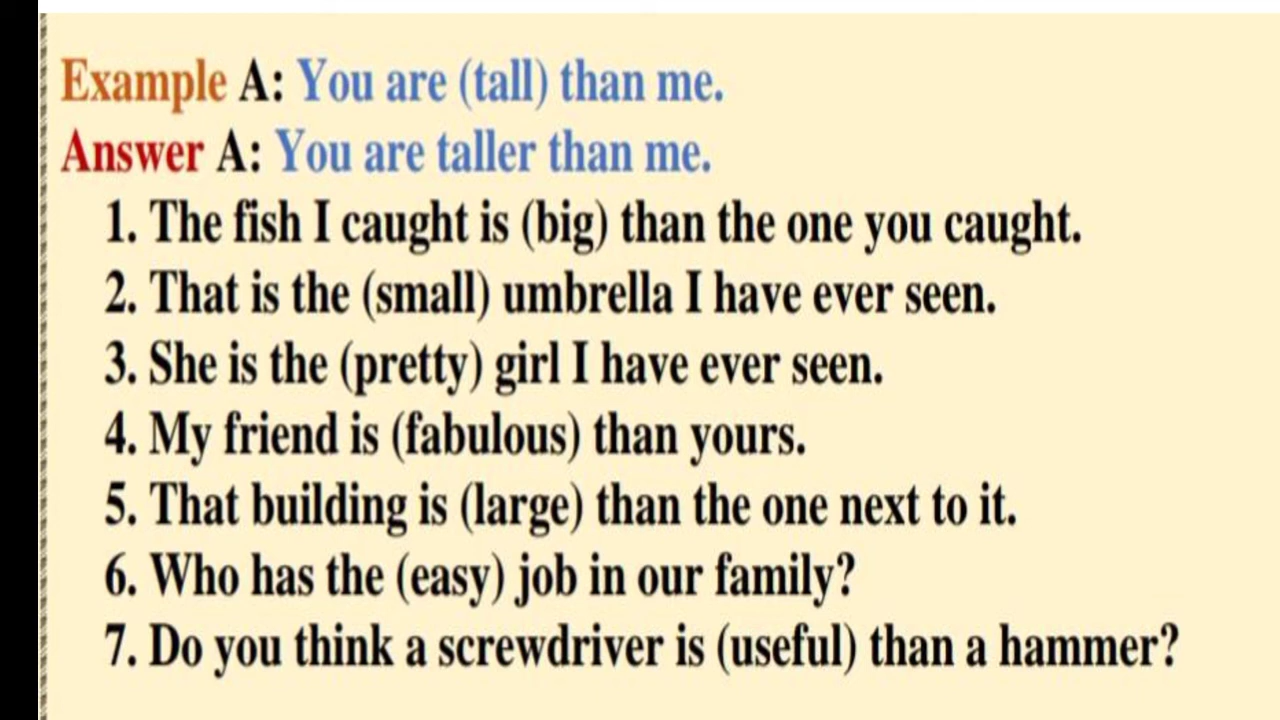 Example A: You are (tall) than me.
Answer A: You are taller than me.
1. The fish I caught is (big) than the one you caught.
2. That is the (small) umbrella I have ever seen.
3. She is the (pretty) girl I have ever seen.
4. My friend is (fabulous) than yours.
5. That building is (large) than the one next to it.
6. Who has the (easy) job in our family?
7. Do you think a screwdriver is (useful) than a hammer?